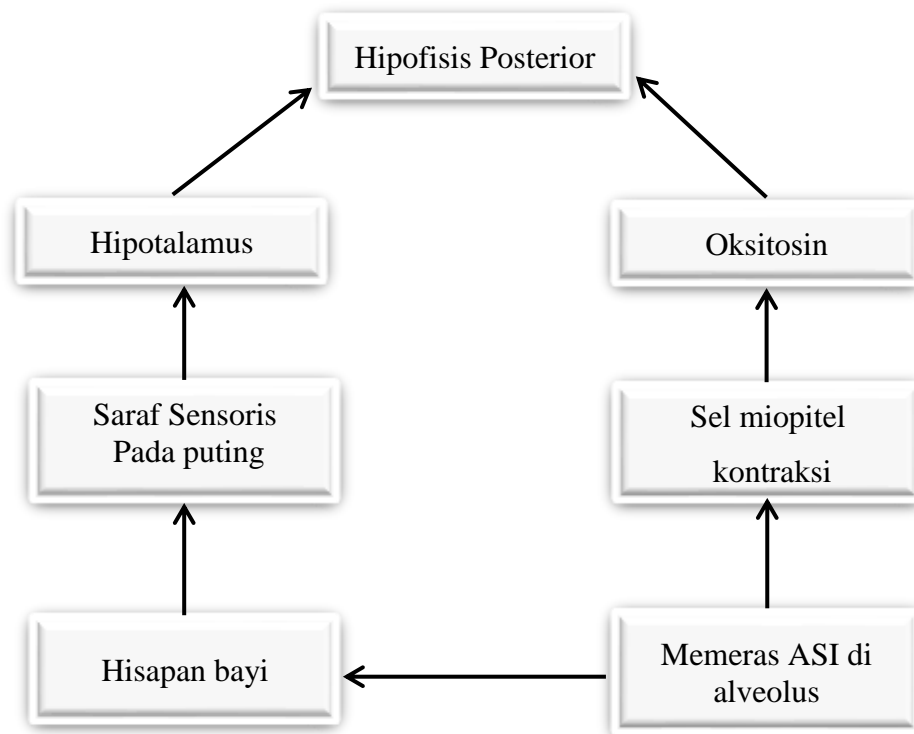 Hipofisis Posterior
Hipotalamus
Oksitosin
Saraf Sensoris
Pada puting
Sel miopitel
kontraksi
Hisapan bayi
Memeras ASI di
alveolus